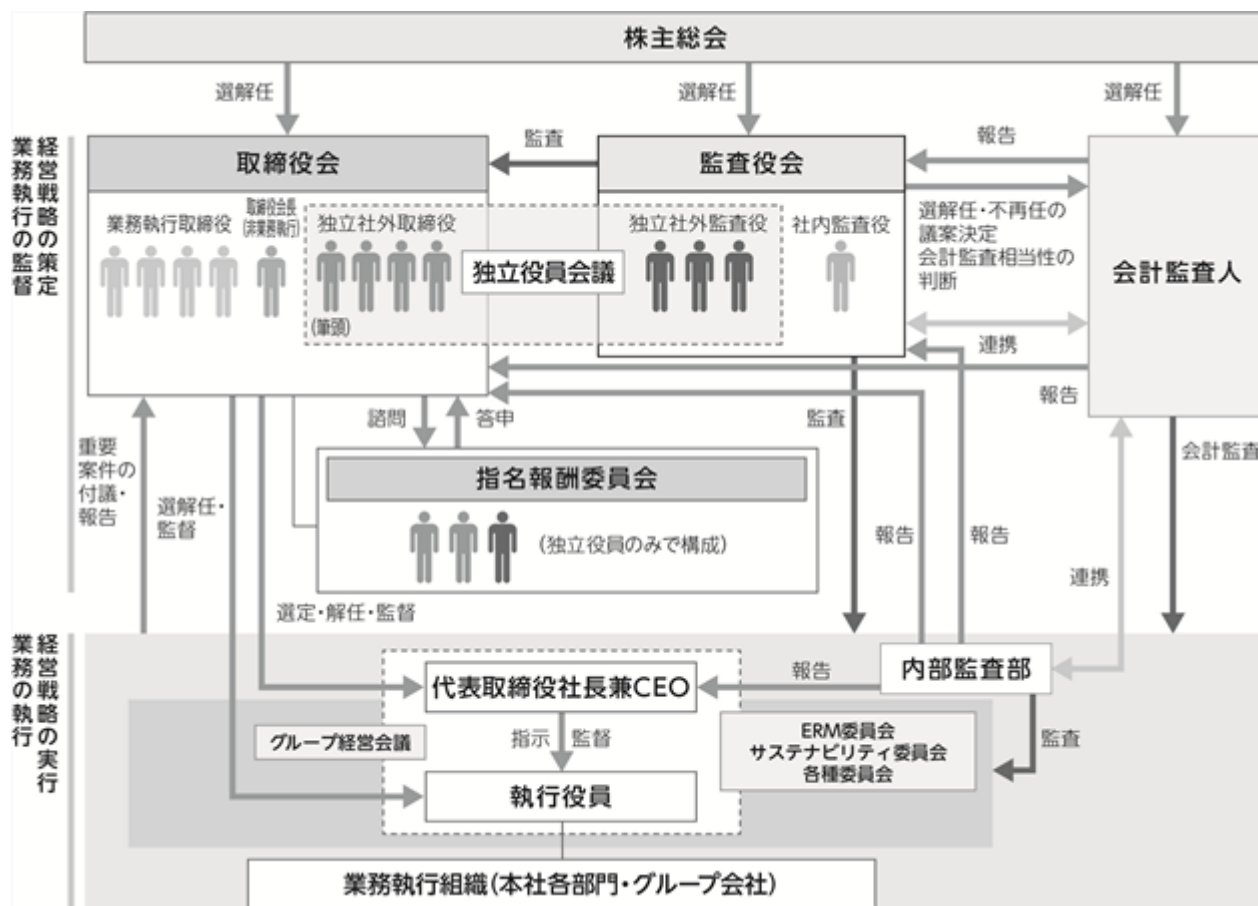 株主総会
選解任
選解任
選解任
経営戦略の策定
業務執行の監督
取締役会
監査
監査役会
報告
会計監査人
業務執行取締役
取締役会長
(非業務執行)
独立社外取締役
(筆頭)
独立役員会議
独立社外監査役
社内監査役
選解任・不再任の
議案決定
会計監査相当性の
判断
連携
報告
重要
案件の
付議・
報告
選解任・
監督
諮問
答申
監査
会計監査
指名報酬委員会
(独立役員のみで構成)
報告
報告
連携
選定・解任・監督
経営戦略の実行
業務の執行
代表取締役社長兼CEO
報告
内部監査部
グループ経営会議
指示
監督
ERM委員会
サステナビリティ委員会
各種委員会
監査
執行役員
業務執行組織(本社各部門・グループ会社)